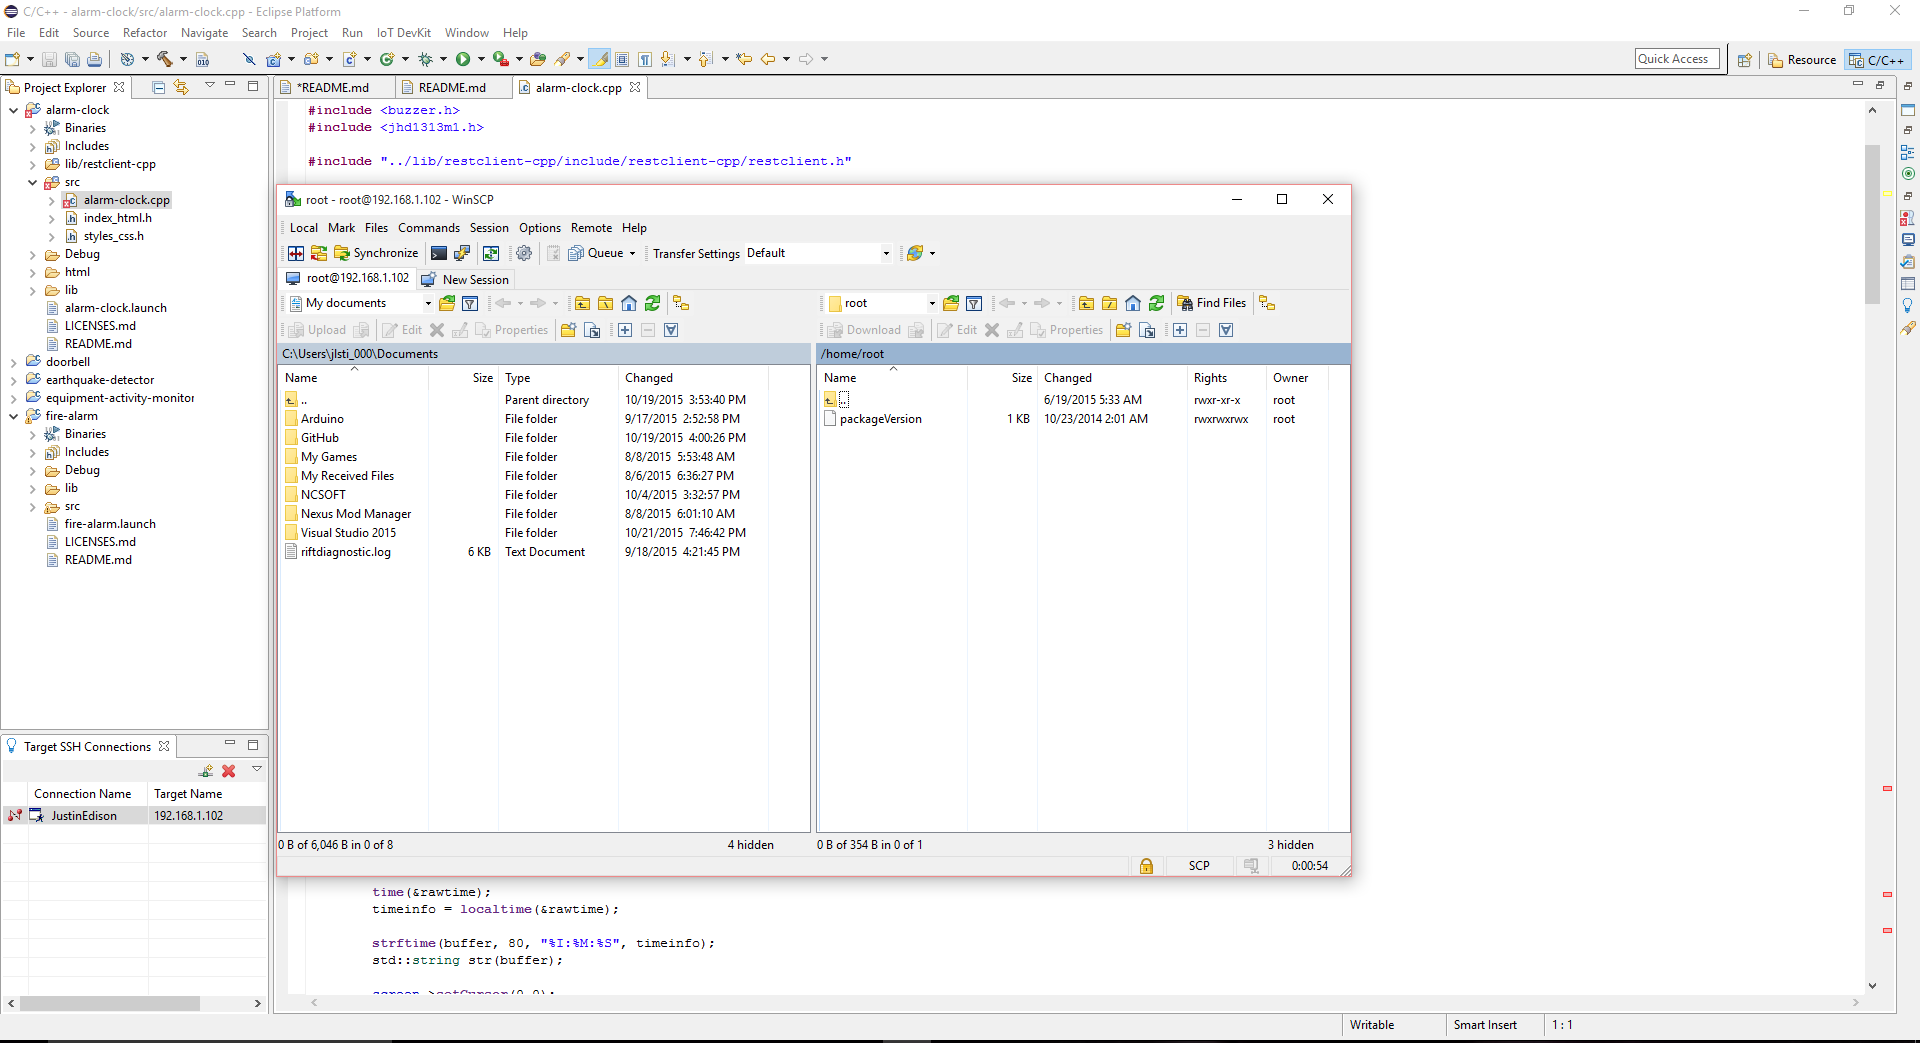 C/C++ - alarm-clock/src/alarm-clock.cpp - Eclipse Platform
File Edit Source Refactor Navigate Search Project Run IoT DevKit Window Help
Quick Access
Resource
C/C++
Project Explorer
alarm-clock
Binaries
Includes
lib/restclient-cpp
src
alarm-clock.cpp
index_html.h
styles_css.h
Debug
html
lib
alarm-clock.launch
LICENSES.md
README.md
doorbell
earthquake-detector
equipment-activity-monitor
fire-alarm
Binaries
Includes
Debug
lib
src
fire-alarm.launch
LICENSES.md
README.md
Target SSH Connections
Connection Name Target Name
JustinEdison 192.168.1.102
*README.md README.md alarm-clock.cpp
#include <buzzer.h>
#include <jhd1313m1.h>
#include "../lib/restclient-cpp/include/restclient-cpp/restclient.h"
root - root@192.168.1.102 - WinSCP
Local Mark Files Commands Session Options Remote Help
Synchronize Queue Transfer Settings Default
root@192.168.1.102 New Session
My documents
Upload Edit Properties
C:\Users\jlsti_000\Documents
Name Size Type Changed
.. Parent directory 10/19/2015 3:53:40 PM
Arduino File folder 9/17/2015 2:52:58 PM
GitHub File folder 10/19/2015 4:00:26 PM
My Games File folder 8/8/2015 5:53:48 AM
My Received Files File folder 8/6/2015 6:36:27 PM
NCSOFT File folder 10/4/2015 3:32:57 PM
Nexus Mod Manager File folder 8/8/2015 6:01:10 AM
Visual Studio 2015 File folder 10/21/2015 7:46:42 PM
riftdiagnostic.log 6 KB Text Document 9/18/2015 4:21:45 PM
0 B of 6,046 B in 0 of 8 4 hidden
root Find Files
Download Edit Properties
/home/root
Name Size Changed Rights Owner
.. 6/19/2015 5:33 AM rwxr-xr-x root
packageVersion 1 KB 10/23/2014 2:01 AM rwxrwxrwx root
0 B of 354 B in 0 of 1 3 hidden
SCP 0:00:54
time(&rawtime);
timeinfo = localtime(&rawtime);
strftime(buffer, 80, "%I:%M:%S", timeinfo);
std::string str(buffer);
Writable Smart Insert 1 : 1